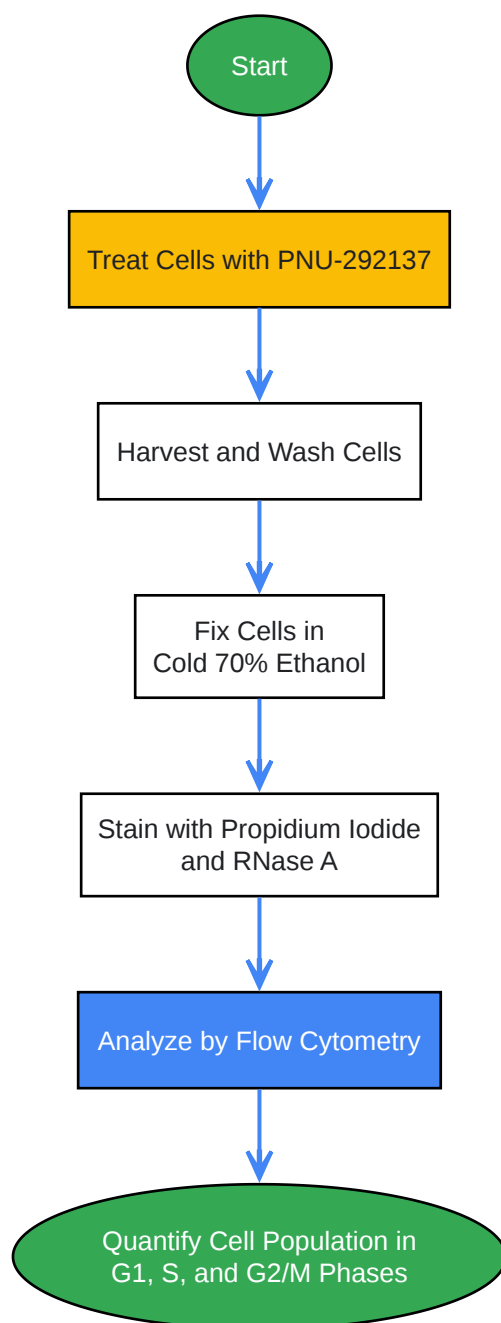 Start
Treat Cells with PNU-292137
Harvest and Wash Cells
Fix Cells in
Cold 70% Ethanol
Stain with Propidium Iodide
and RNase A
Analyze by Flow Cytometry
Quantify Cell Population in
G1, S, and G2/M Phases